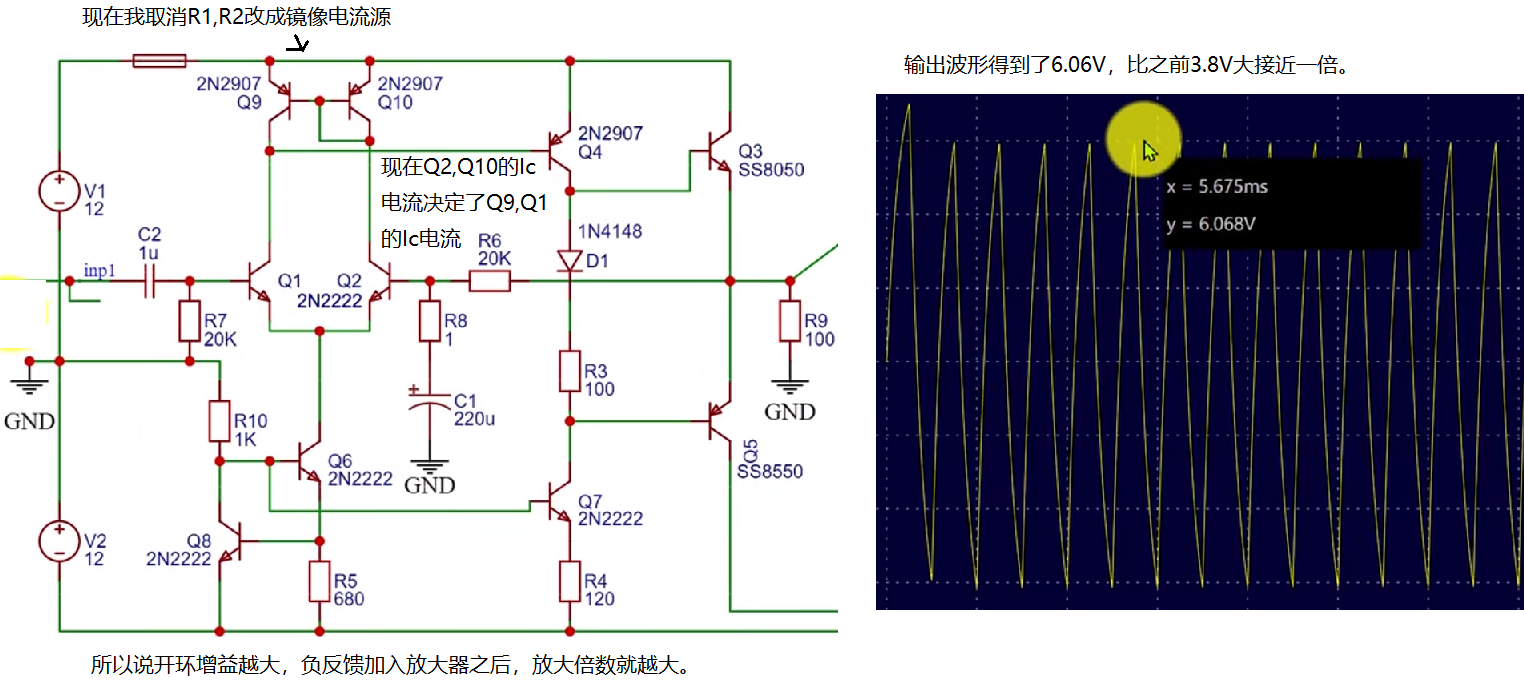 现在我取消R1,R2改成镜像电流源
输出波形得到了6.06V，比之前3.8V大接近一倍。
2N2907
Q9
2N2907
Q10
2N2907
Q4
Q3
SS8050
现在Q2,Q10的Ic
电流决定了Q9,Q1
的Ic电流
V1
12
C2
1u
inp1
Q1
Q2
2N2222
R6
20K
1N4148
D1
R7
20K
R8
1
R9
100
R3
100
C1
220u
GND
GND
GND
R10
1K
Q6
2N2222
Q5
SS8550
Q7
2N2222
V2
12
Q8
2N2222
R5
680
R4
120
x = 5.675ms
y = 6.068V
所以说开环增益越大，负反馈加入放大器之后，放大倍数就越大。